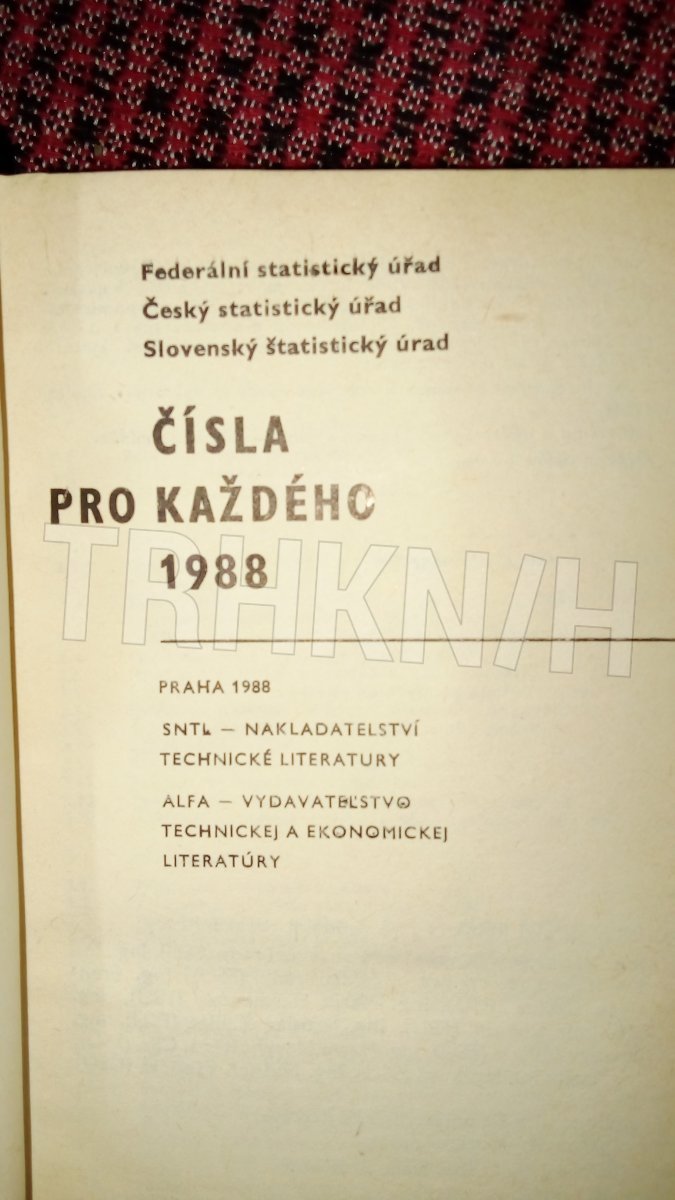 Federální statistický úřad
Český statistický úřad
Slovenský štatistický úrad
ČÍSLA
PRO KAŽDÉHO
1988
TRHKN/H
PRAHA 1988
SNTL — NAKLADATELSTVÍ
TECHNICKÉ LITERATURY
ALFA — VYDAVATEĽSTVO
TECHNICKEJ A EKONOMICKEJ
LITERATÚRY